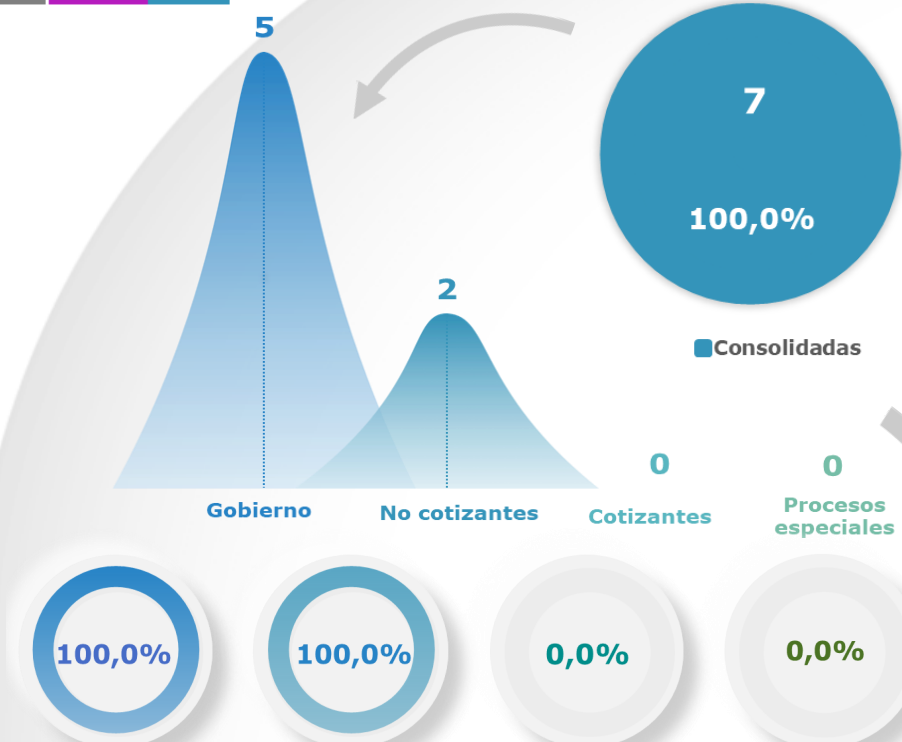 5
7
100,0%
2
Consolidadas
0
0
Gobierno
No cotizantes
Cotizantes
Procesos
especiales
100,0%
100,0%
0,0%
0,0%